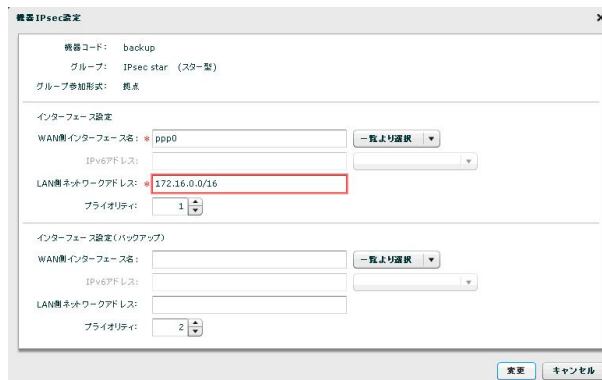 機器IPsec設定
機器コード: backup
グループ: IPsec star (スター型)
グループ参加形式: 拠点
インターフェース設定
WAN側インターフェース名: * ppp0 一覧より選択
IPv6アドレス:
LAN側ネットワークアドレス: * 172.16.0.0/16
プライオリティ: 1
インターフェース設定(バックアップ)
WAN側インターフェース名: 一覧より選択
IPv6アドレス:
LAN側ネットワークアドレス:
プライオリティ: 2
変更 キャンセル